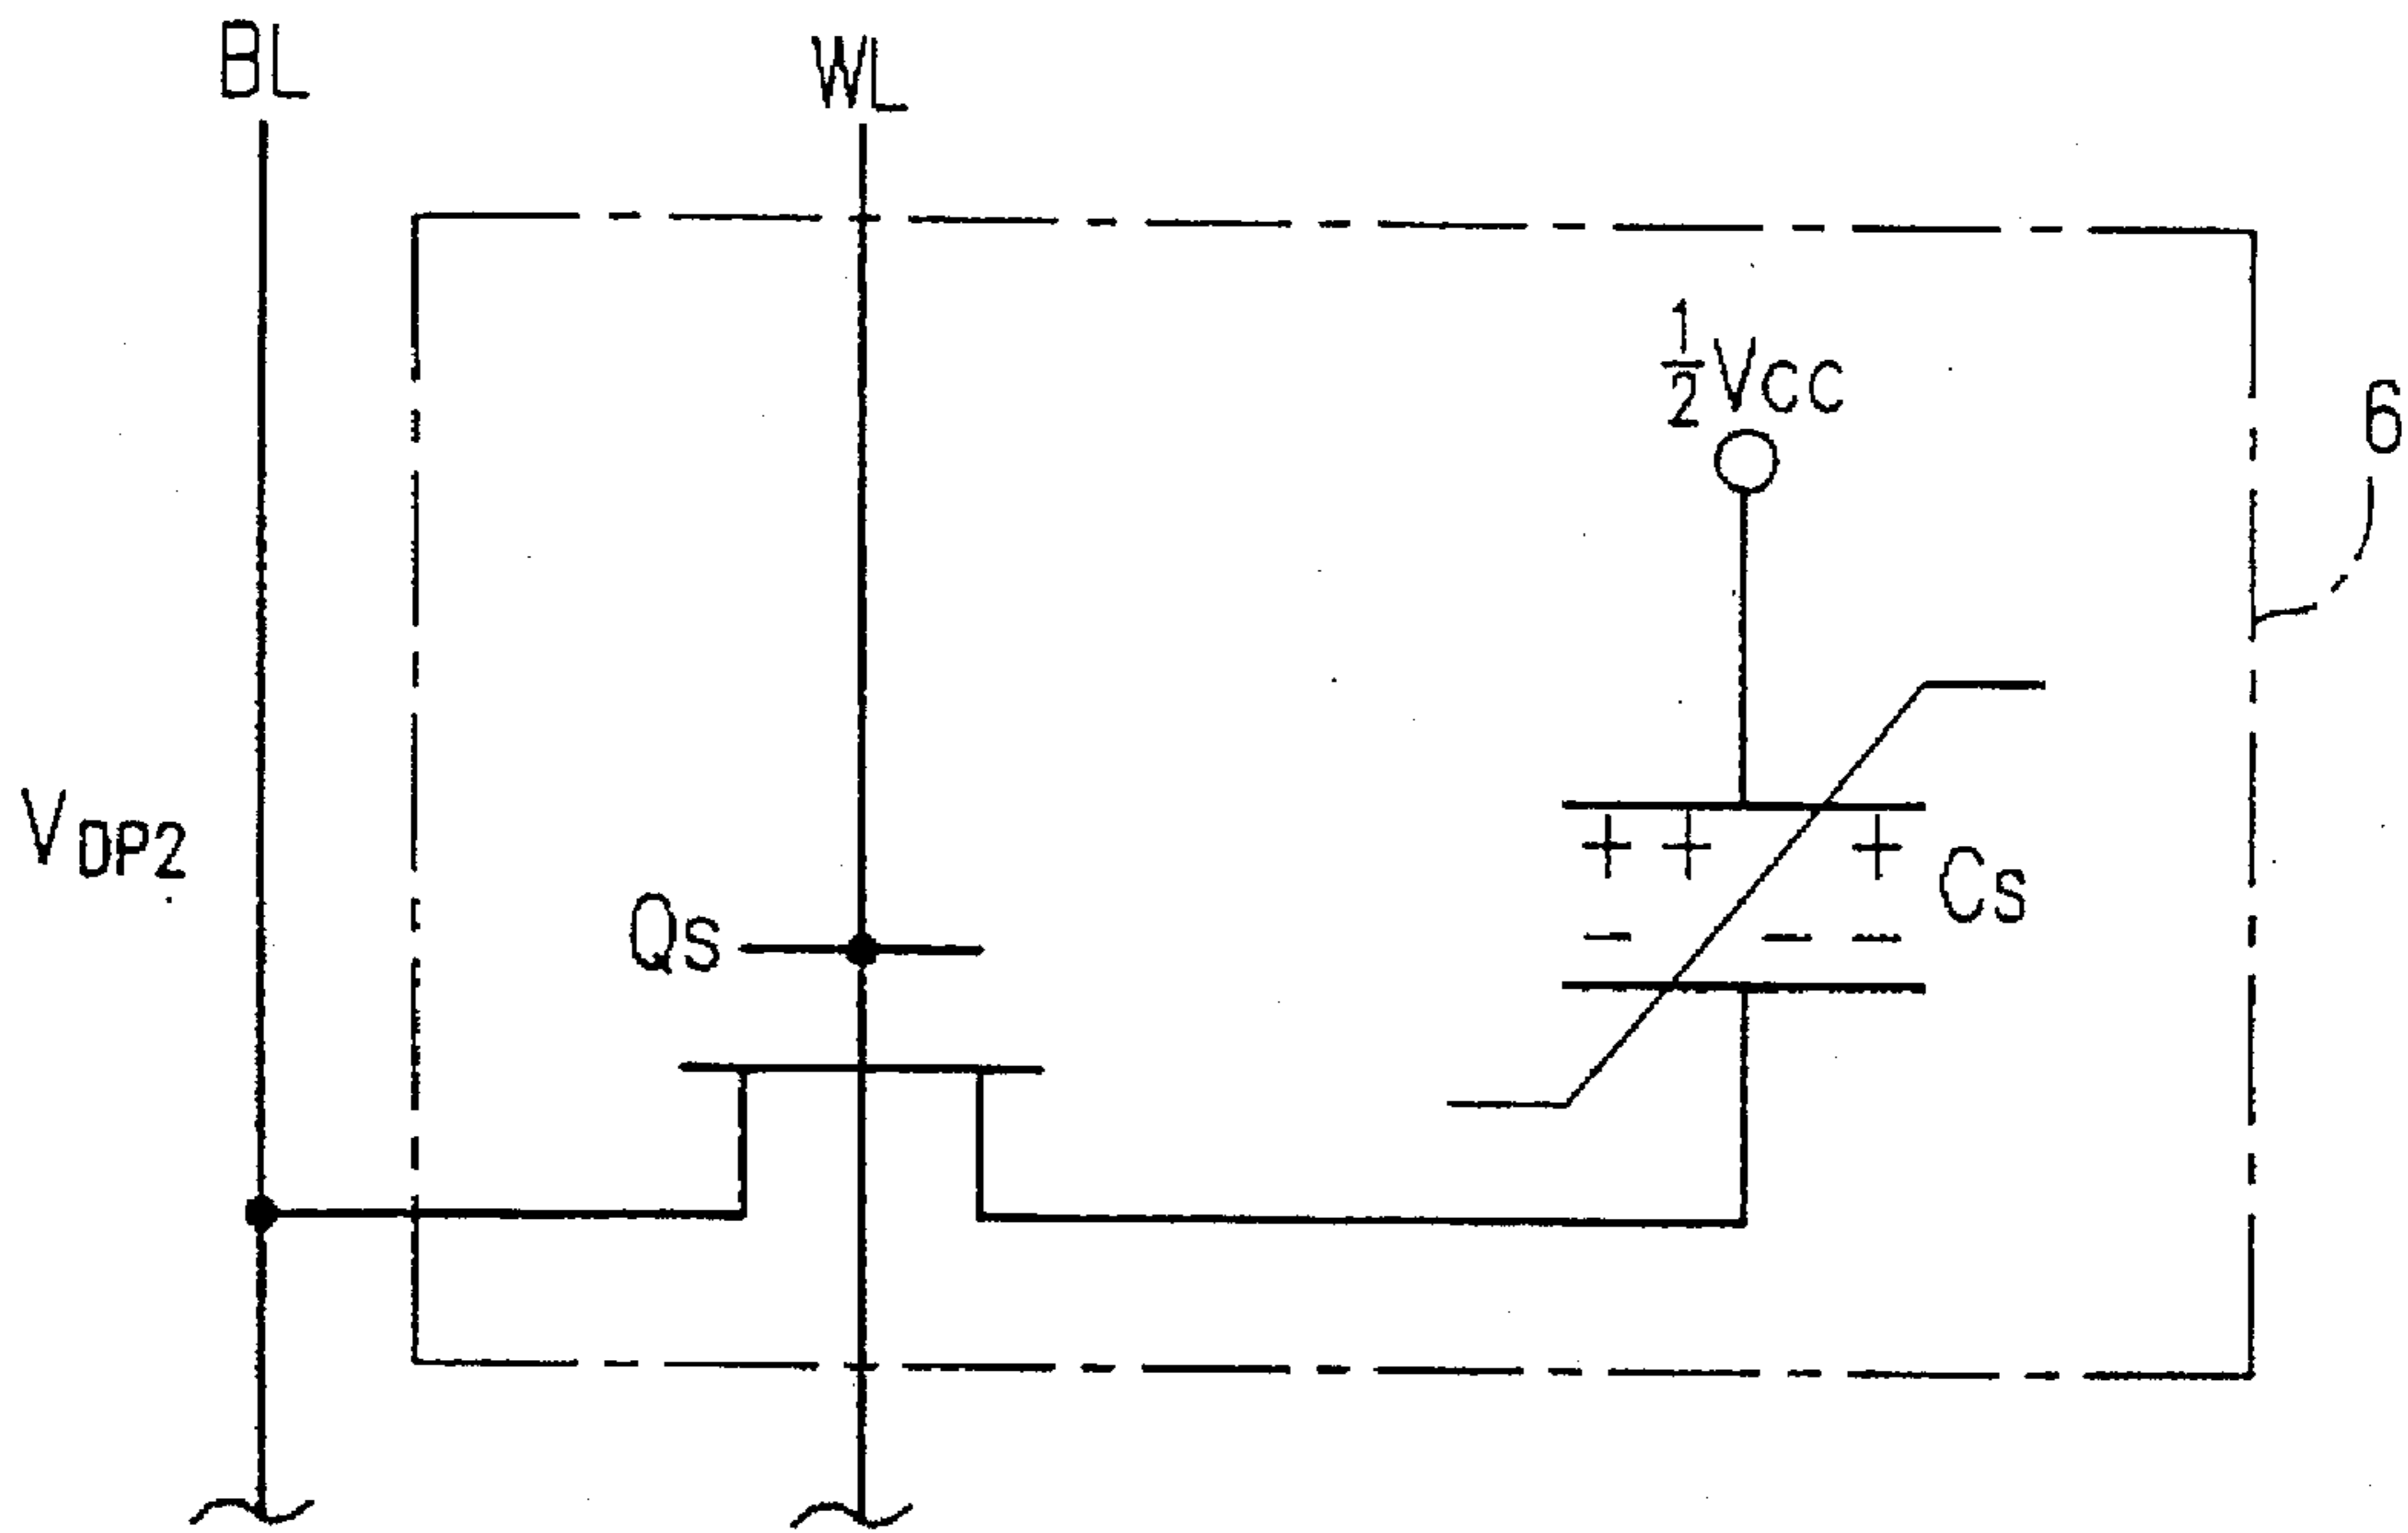 BL
WL
1/2 VCC
6
VDP2
+ + +
Cs
Qs
- - -